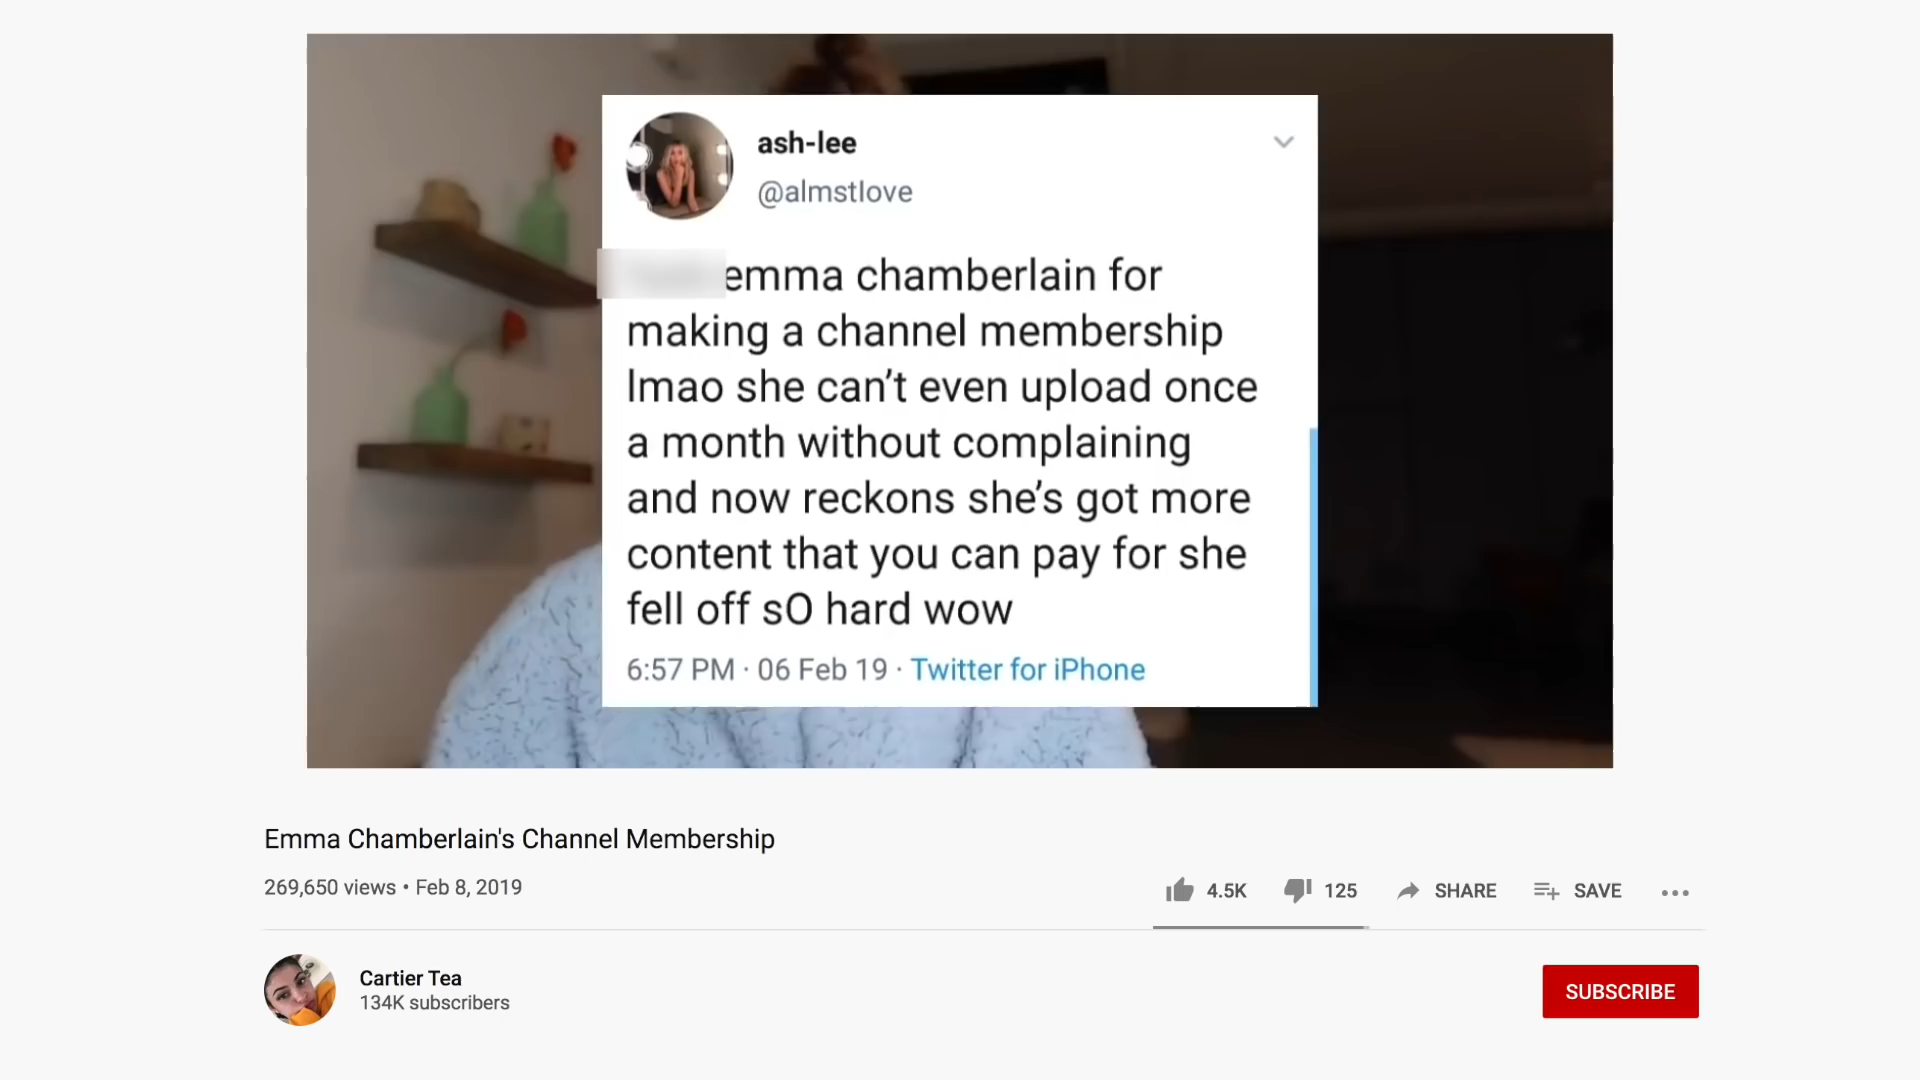 ash-lee
@almstlove
emma chamberlain for
making a channel membership
lmao she can't even upload once
a month without complaining
and now reckons she's got more
content that you can pay for she
fell off sO hard wow
6:57 PM · 06 Feb 19 · Twitter for iPhone
Emma Chamberlain's Channel Membership
269,650 views • Feb 8, 2019
4.5K
125
SHARE
SAVE
Cartier Tea
134K subscribers
SUBSCRIBE